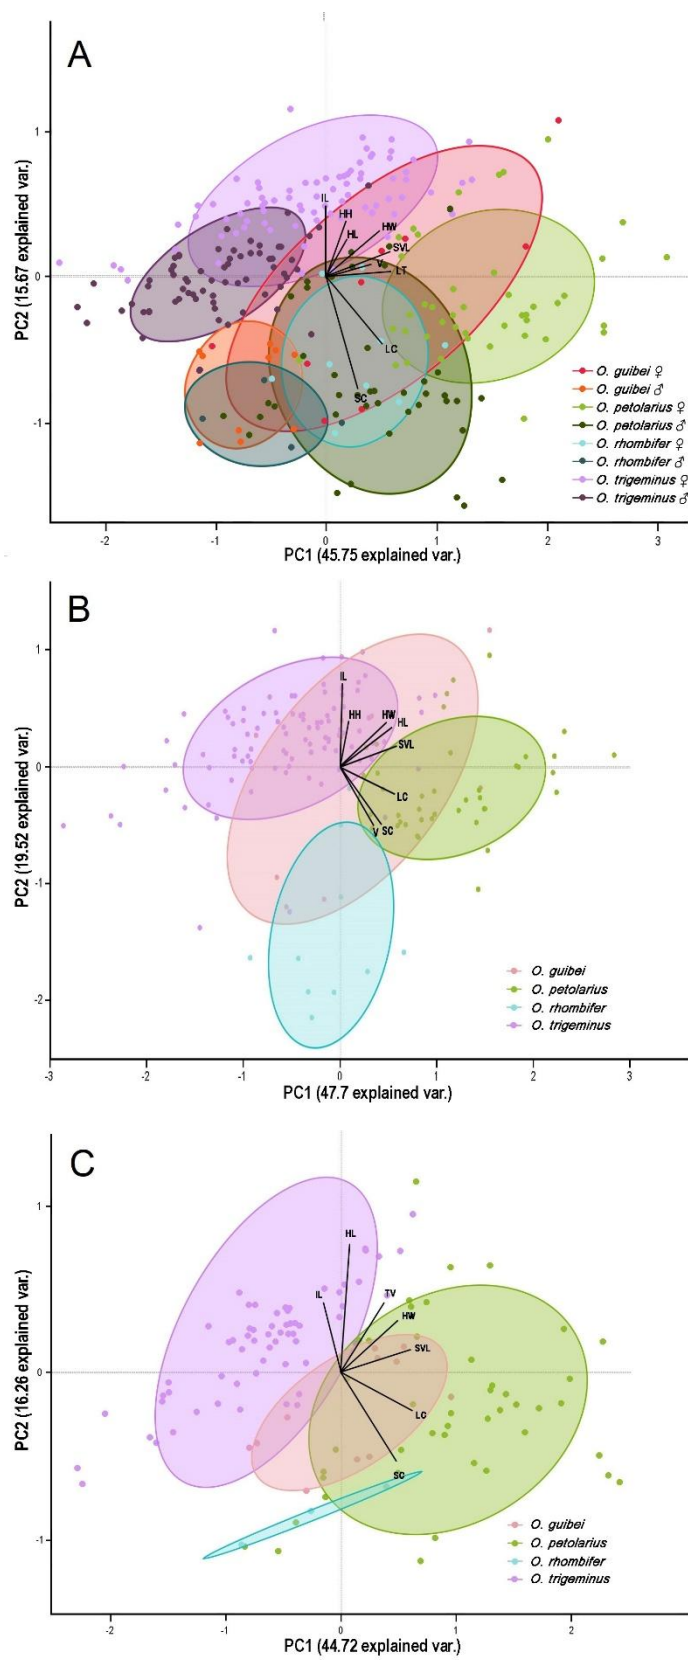 A
1
0
-1
PC2 (15.67 explained var.)
IL
HH
HL
HW
SVL
V
LT
LC
SC
O. guibei ♀
O. guibei ♂
O. petolarius ♀
O. petolarius ♂
O. rhombifer ♀
O. rhombifer ♂
O. trigeminus ♀
O. trigeminus ♂
-2 -1 0 1 2 3
PC1 (45.75 explained var.)
B
1
0
-1
-2
PC2 (19.52 explained var.)
IL
HH
HW
HL
SVL
LC
V SC
O. guibei
O. petolarius
O. rhombifer
O. trigeminus
-3 -2 -1 0 1 2 3
PC1 (47.7 explained var.)
C
1
0
-1
PC2 (16.26 explained var.)
HL
IL
TV
HW
SVL
LC
SC
O. guibei
O. petolarius
O. rhombifer
O. trigeminus
-2 -1 0 1 2
PC1 (44.72 explained var.)